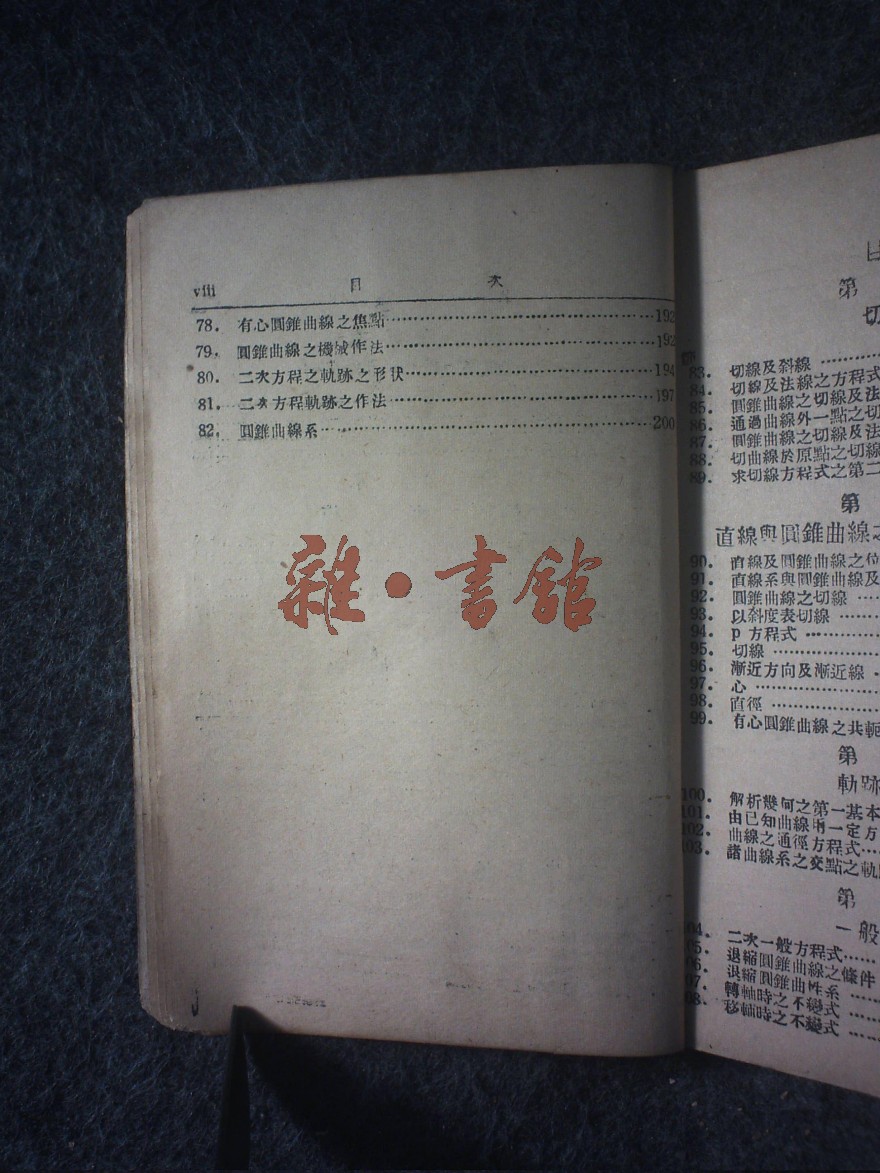 viii 目 次
78. 有心圓錐曲線之焦點 192
79. 圓錐曲線之機械作法 192
80. 二次方程之軌跡之形狀 194
81. 二次方程軌跡之作法 197
82. 圓錐曲線系 200
雜·書館
第
切
83. 切線及斜線
84. 切線及法線之方程式
85. 圓錐曲線之切線及法
86. 通過曲線外一點之切
87. 圓錐曲線之切線及法
88. 切曲線於原點之切線
89. 求切線方程式之第二
第
直線與圓錐曲線之
90. 直線及圓錐曲線之位
91. 直線系與圓錐曲線及
92. 圓錐曲線之切線
93. 以斜度表切線
94. p 方程式
95. 切線
96. 漸近方向及漸近線
97. 心
98. 直徑
99. 有心圓錐曲線之共軛
第
軌跡
100. 解析幾何之第一基本
101. 由已知曲線用一定方
102. 曲線之通徑方程式
103. 諸曲線系之交點之軌
第
一般
04. 二次一般方程式
05. 退縮圓錐曲線之條件
06. 退縮圓錐曲性系
07. 轉軸時之不變式
08. 移軸時之不變式